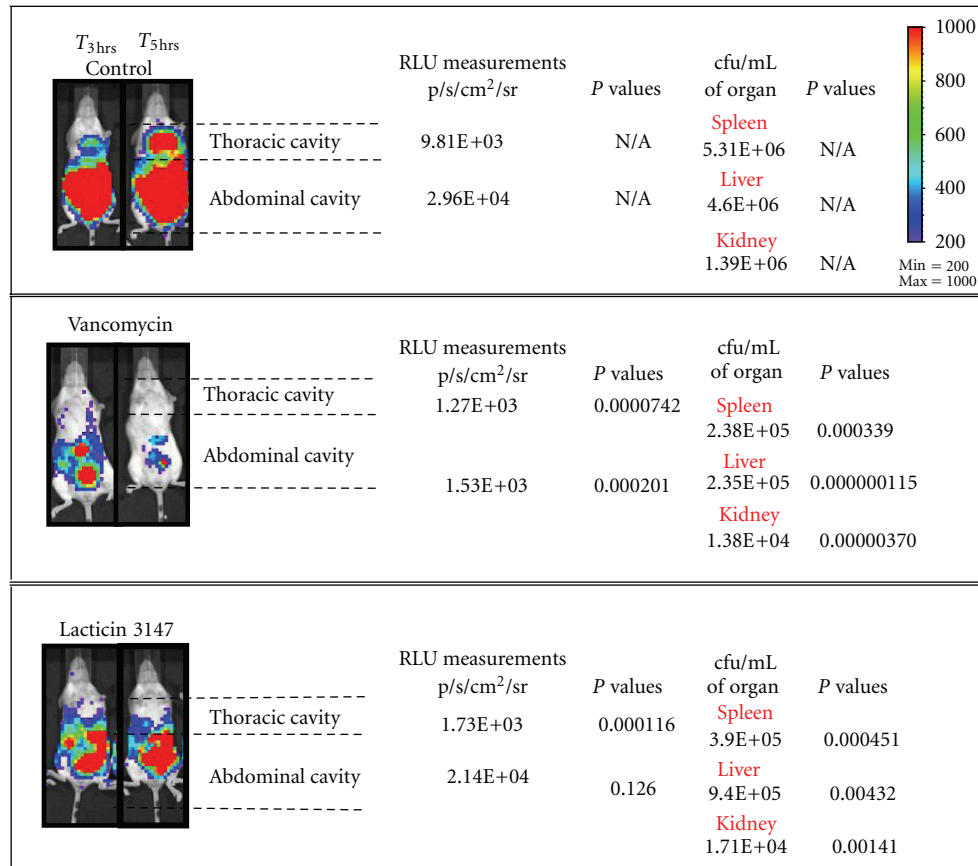 T3 hrs T5hrs
Control
RLU measurements
p/s/cm²/sr
P values
cfu/mL
of organ
P values
Thoracic cavity
9.81E+03
N/A
Spleen
5.31E+06
N/A
Abdominal cavity
2.96E+04
N/A
Liver
4.6E+06
N/A
Kidney
1.39E+06
N/A
1000
800
600
400
200
Min = 200
Max = 1000
Vancomycin
RLU measurements
p/s/cm²/sr
P values
cfu/mL
of organ
P values
Thoracic cavity
1.27E+03
0.0000742
Spleen
2.38E+05
0.000339
Abdominal cavity
1.53E+03
0.000201
Liver
2.35E+05
0.000000115
Kidney
1.38E+04
0.00000370
Lacticin 3147
RLU measurements
p/s/cm²/sr
P values
cfu/mL
of organ
P values
Thoracic cavity
1.73E+03
0.000116
Spleen
3.9E+05
0.000451
Abdominal cavity
2.14E+04
0.126
Liver
9.4E+05
0.00432
Kidney
1.71E+04
0.00141